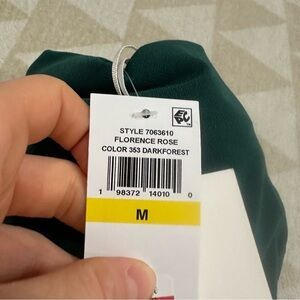 STYLE 7063610
FLORENCE ROSE
COLOR 353 DARKFOREST
1 98372 14010 0
M